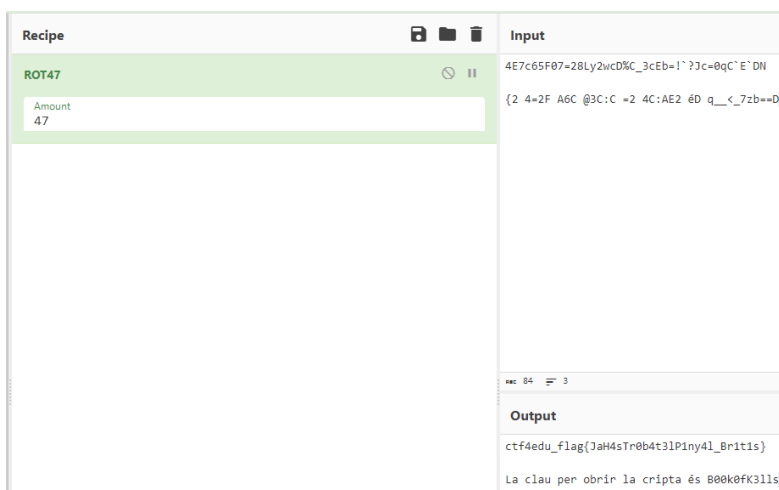 Recipe
ROT47
Amount
47
Input
4E7c65F07=28Ly2wcD%C_3cEb=!`?Jc=0qC`E`DN
{2 4=2F A6C @3C:C =2 4C:AE2 éD q__<_7zb==D
ABC 84 3
Output
ctf4edu_flag{JaH4sTr0b4t3lP1ny4l_Br1t1s}
La clau per obrir la cripta és B00k0fK3lls